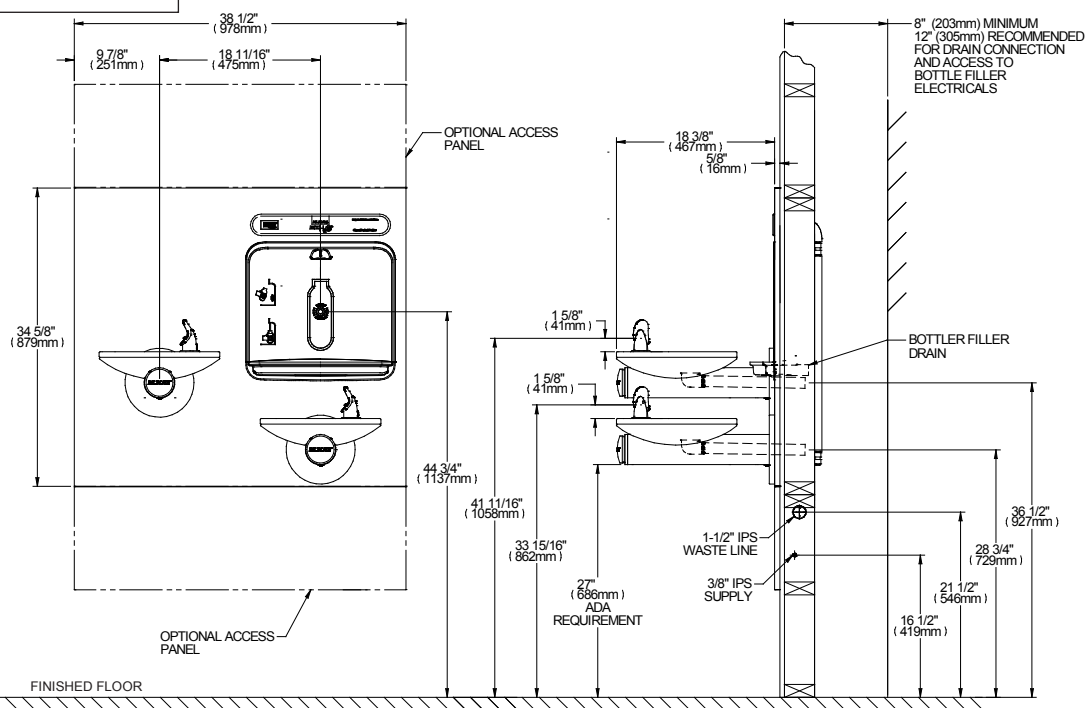 38 1/2"
(978mm)
9 7/8"
(251mm)
18 11/16"
(475mm)
8" (203mm) MINIMUM
12" (305mm) RECOMMENDED
FOR DRAIN CONNECTION
AND ACCESS TO
BOTTLE FILLER
ELECTRICALS
OPTIONAL ACCESS
PANEL
18 3/8"
(467mm)
5/8"
(16mm)
34 5/8"
(879mm)
1 5/8"
(41mm)
BOTTLER FILLER
DRAIN
1 5/8"
(41mm)
44 3/4"
(1137mm)
41 11/16"
(1058mm)
33 15/16"
(862mm)
27"
(686mm)
ADA
REQUIREMENT
1-1/2" IPS
WASTE LINE
3/8" IPS
SUPPLY
36 1/2"
(927mm)
28 3/4"
(729mm)
21 1/2"
(546mm)
16 1/2"
(419mm)
OPTIONAL ACCESS
PANEL
FINISHED FLOOR